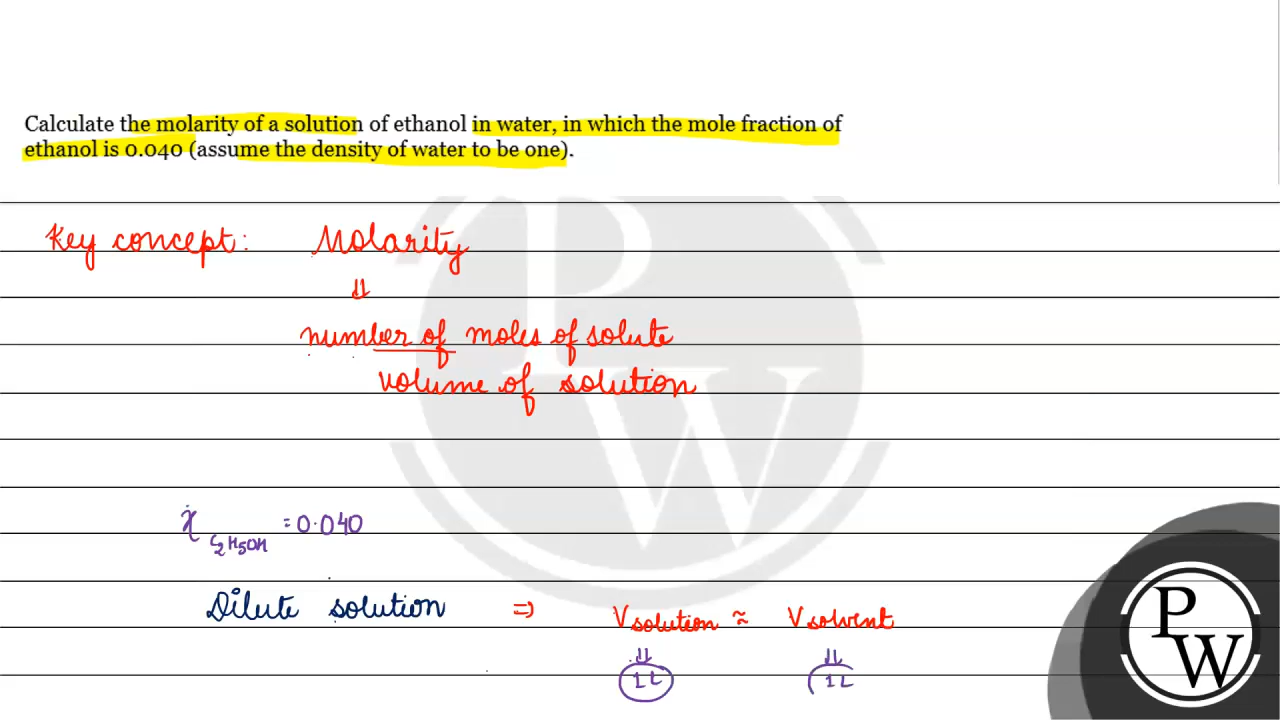 Calculate the molarity of a solution of ethanol in water, in which the mole fraction of
ethanol is 0.040 (assume the density of water to be one).
Key concept: Molarity
⇓
number of moles of solute
volume of solution
χ C2H5OH = 0.040
Dilute solution ⇒ Vsolution ≈ Vsolvent
⇓ ⇓
1L 1L
P
W
P
W